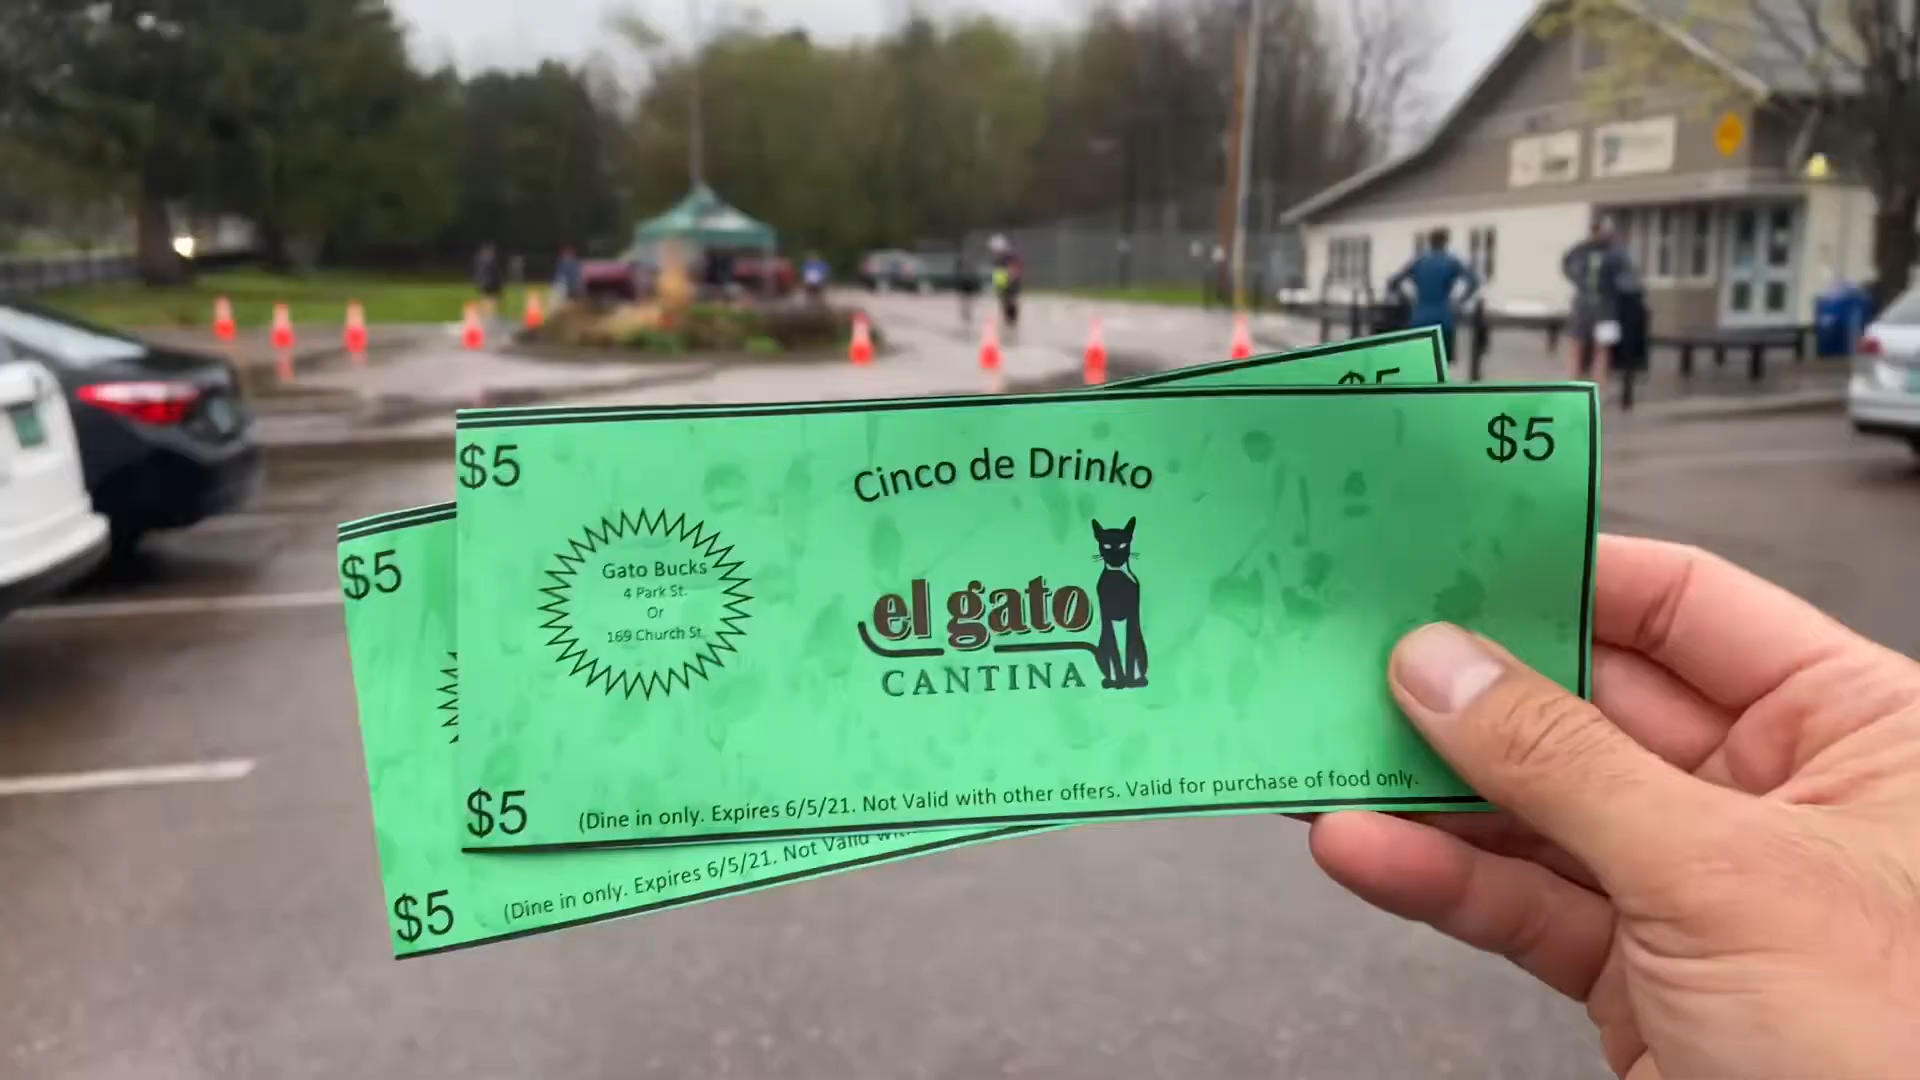 $5
$5
Cinco de Drinko
$5
Gato Bucks
4 Park St.
Or
169 Church St.
el gato
CANTINA
$5
$5
(Dine in only. Expires 6/5/21. Not Valid with other offers. Valid for purchase of food only.
$5
(Dine in only. Expires 6/5/21. Not Valid